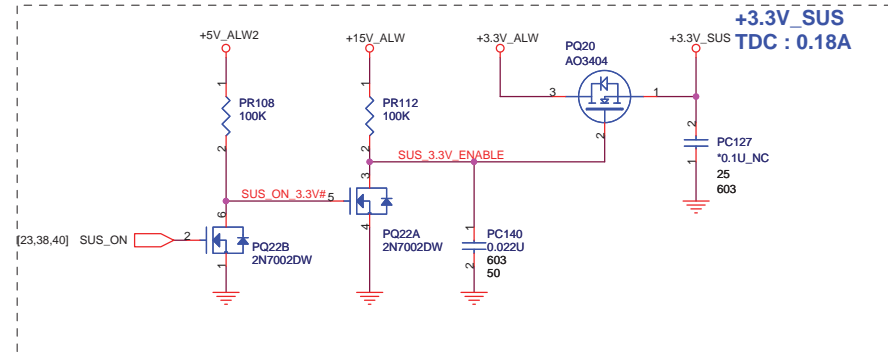 +3.3V_SUS
TDC : 0.18A
+5V_ALW2
+15V_ALW
+3.3V_ALW
PQ20
AO3404
+3.3V_SUS
1
PR108
100K
2
1
PR112
100K
2
3
1
2
SUS_3.3V_ENABLE
2
PC127
*0.1U_NC
1
25
603
SUS_ON_3.3V#
5
3
PQ22A
2N7002DW
4
[23,38,40]
SUS_ON
2
6
PQ22B
2N7002DW
1
1
PC140
0.022U
603
50
2